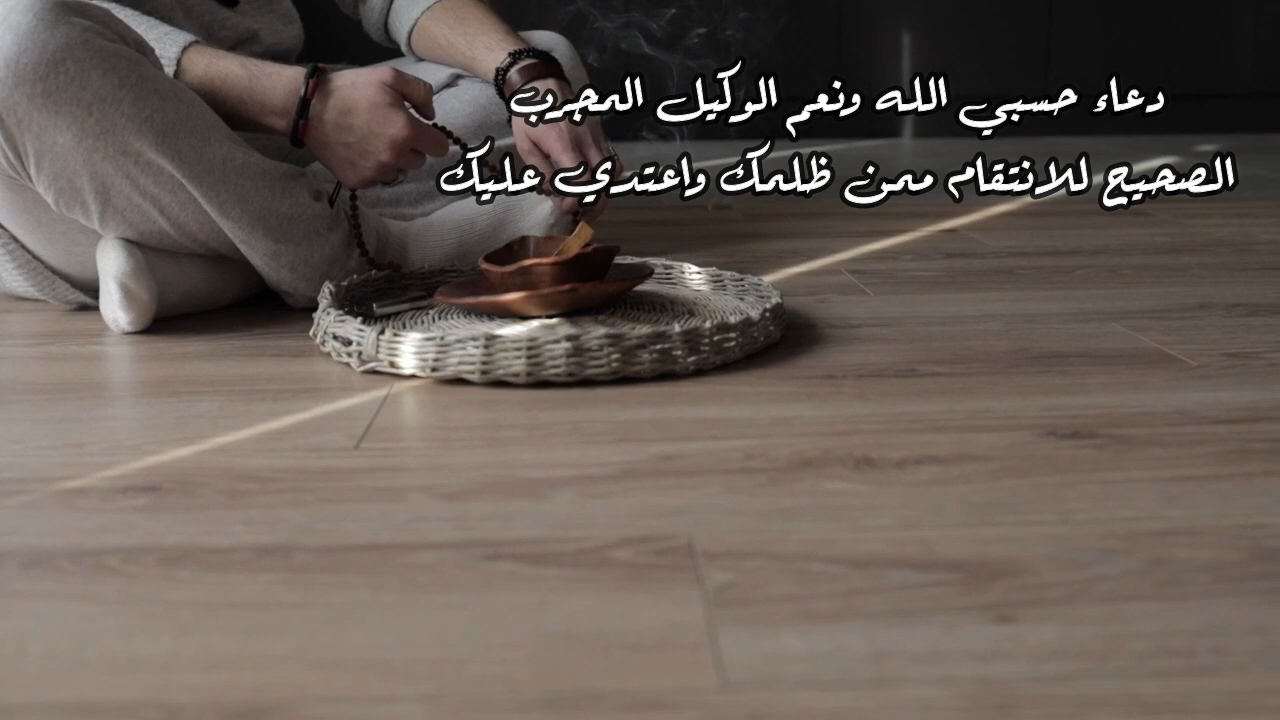 دعاء حسبي الله ونعم الوكيل المجرب
الصحيح للانتقام ممن ظلمك واعتدي عليك